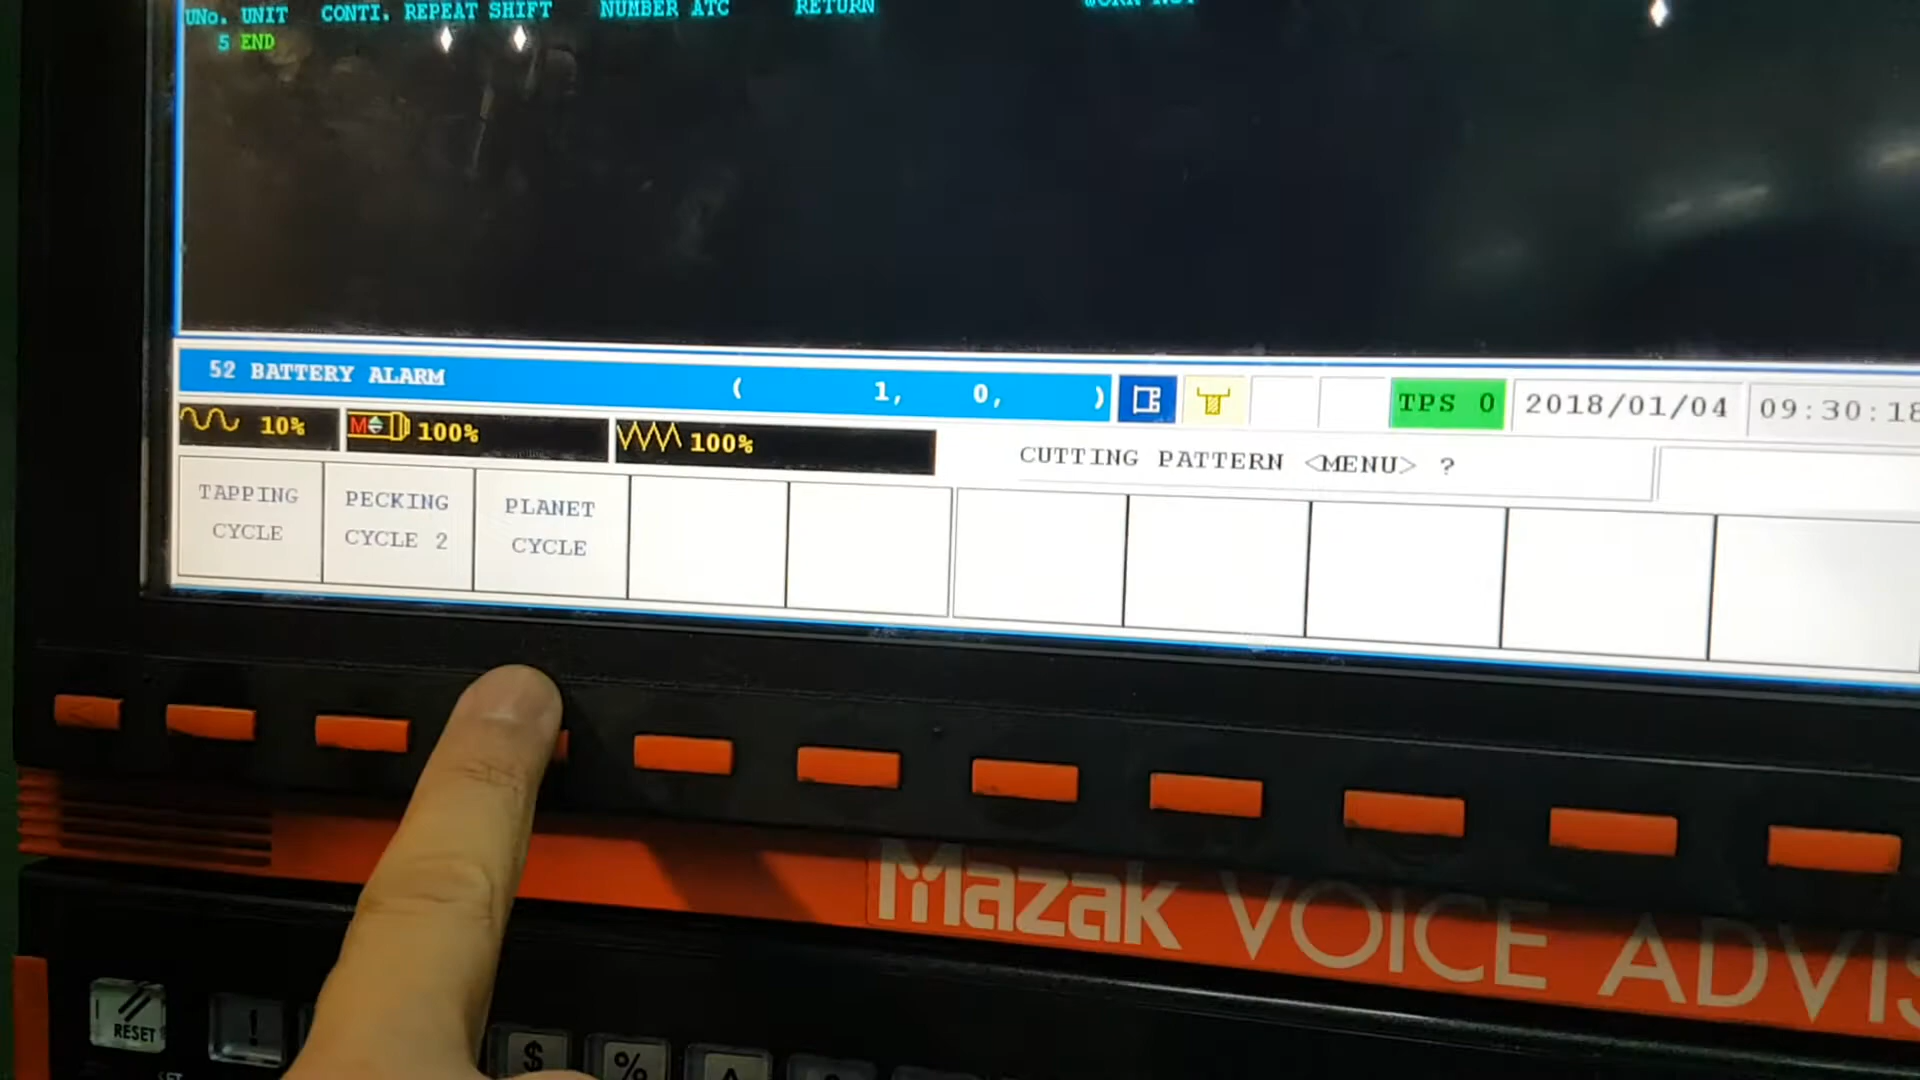 UNo. UNIT CONTI. REPEAT SHIFT NUMBER ATC RETURN WORK No.
5 END
52 BATTERY ALARM ( 1, 0, )
TPS 0 2018/01/04 09:30:18
10% M 100% 100%
CUTTING PATTERN <MENU> ?
TAPPING CYCLE
PECKING CYCLE 2
PLANET CYCLE
Mazak VOICE ADVIS
RESET
!
$
%